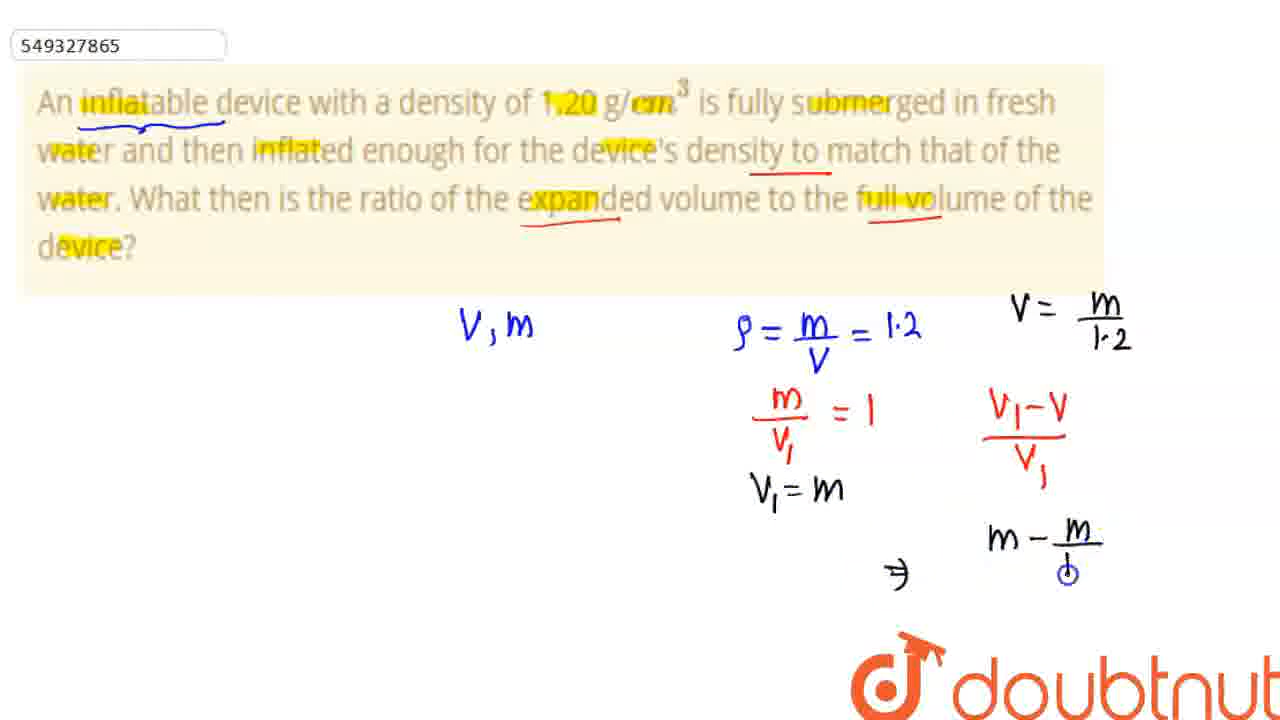 549327865
An inflatable device with a density of 1.20 g/cm³ is fully submerged in fresh
water and then inflated enough for the device's density to match that of the
water. What then is the ratio of the expanded volume to the full volume of the
device?
V, m
ρ = m/V = 1.2
V = m/1.2
m/V₁ = 1
V₁ - V/V₁
V₁ = m
⇒ m - m/1
doubtnut